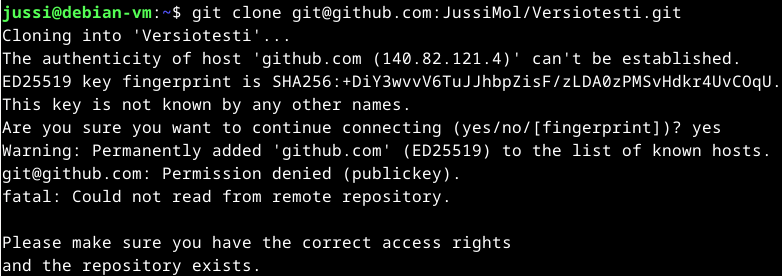 jussi@debian-vm:~$ git clone git@github.com:JussiMol/Versiotesti.git
Cloning into 'Versiotesti'...
The authenticity of host 'github.com (140.82.121.4)' can't be established.
ED25519 key fingerprint is SHA256:+DiY3wvvV6TuJJhbpZisF/zLDA0zPMSvHdkr4UvCOqU.
This key is not known by any other names.
Are you sure you want to continue connecting (yes/no/[fingerprint])? yes
Warning: Permanently added 'github.com' (ED25519) to the list of known hosts.
git@github.com: Permission denied (publickey).
fatal: Could not read from remote repository.

Please make sure you have the correct access rights
and the repository exists.